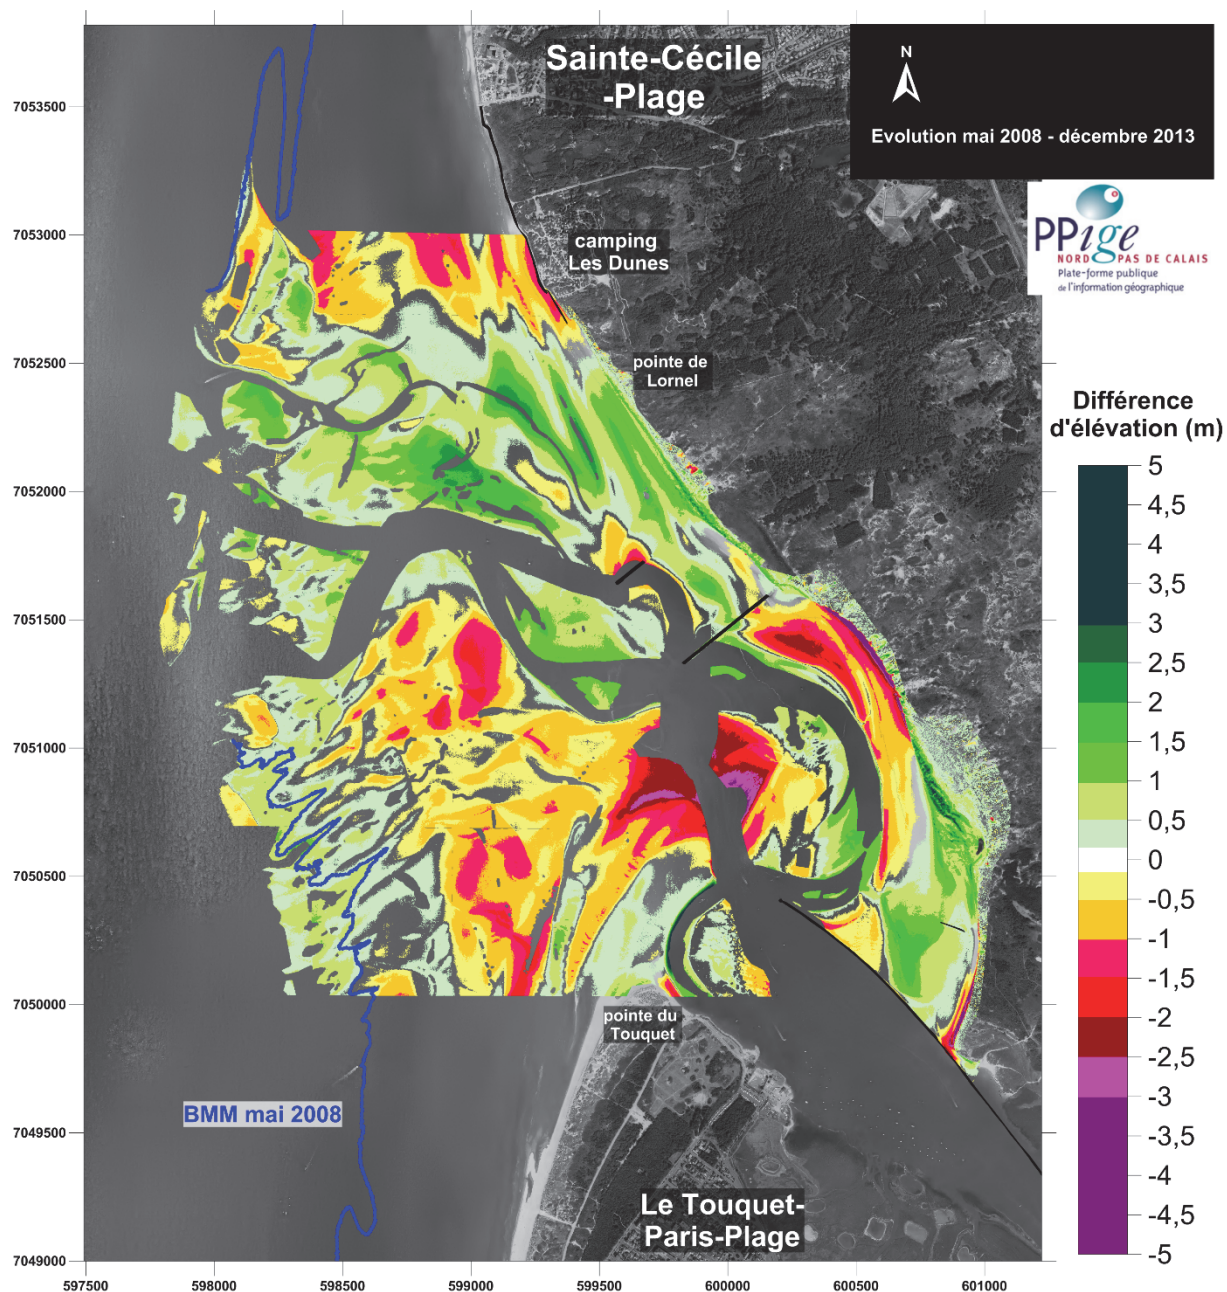 Sainte-Cécile
-Plage
N
Evolution mai 2008 - décembre 2013
PPige
NORD PAS DE CALAIS
Plate-forme publique
de l'information géographique
camping
Les Dunes
pointe de
Lornel
pointe du
Touquet
BMM mai 2008
Le Touquet-
Paris-Plage
Différence
d'élévation (m)
5
4,5
4
3,5
3
2,5
2
1,5
1
0,5
0
-0,5
-1
-1,5
-2
-2,5
-3
-3,5
-4
-4,5
-5
7053500
7053000
7052500
7052000
7051500
7051000
7050500
7050000
7049500
7049000
597500
598000
598500
599000
599500
600000
600500
601000